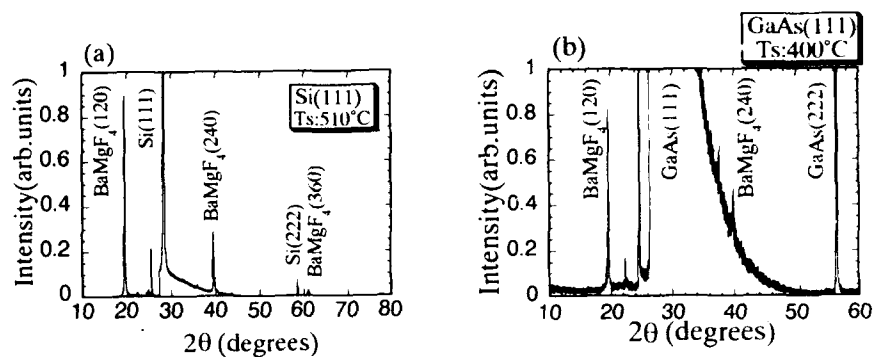 (a)
Si(111)
Ts:510°C
Intensity(arb.units)
1
0.8
0.6
0.4
0.2
0
BaMgF4(120)
Si(111)
BaMgF4(240)
Si(222)
BaMgF4(360)
10 20 30 40 50 60 70 80
2θ (degrees)
GaAs(111)
Ts:400°C
(b)
Intensity(arb.units)
1
0.8
0.6
0.4
0.2
0
BaMgF4(120)
GaAs(111)
BaMgF4(240)
GaAs(222)
10 20 30 40 50 60
2θ(degrees)